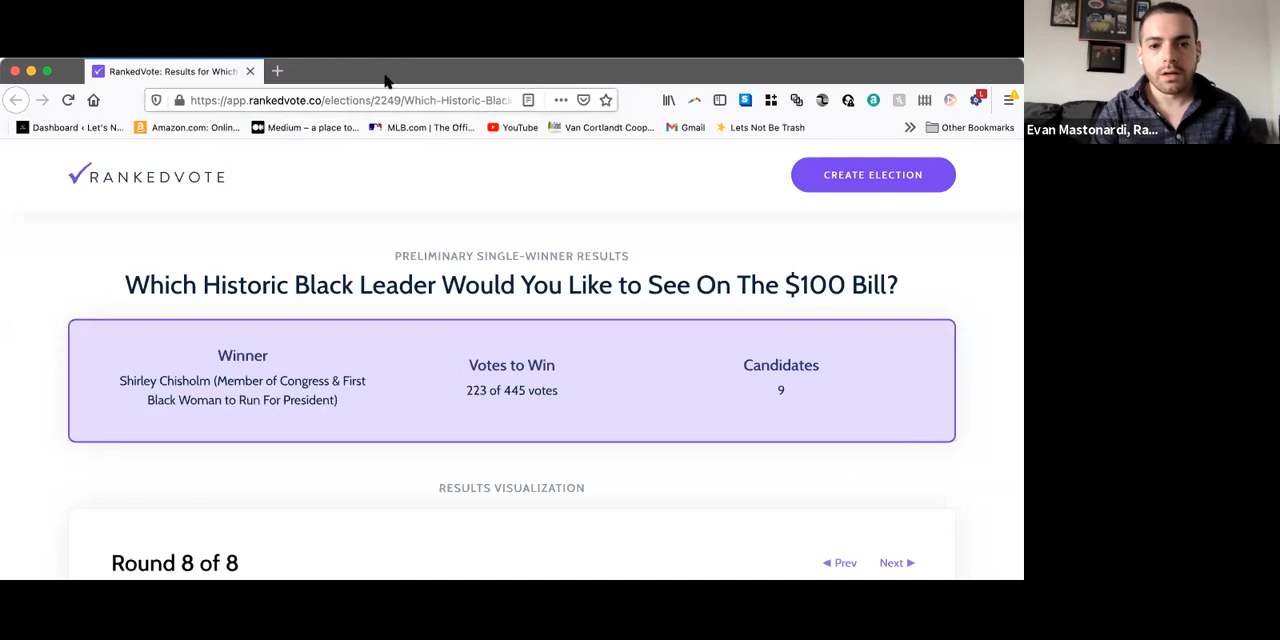 RankedVote: Results for Which
https://app.rankedvote.co/elections/2249/Which-Historic-Black
L
Dashboard ‹ Let's N...
Amazon.com: Onlin...
Medium – a place to...
MLB.com | The Offi...
YouTube
Van Cortlandt Coop...
Gmail
Lets Not Be Trash
Other Bookmarks
Evan Mastonardi, Ra...
RANKEDVOTE
CREATE ELECTION
PRELIMINARY SINGLE-WINNER RESULTS
Which Historic Black Leader Would You Like to See On The $100 Bill?
Winner
Shirley Chisholm (Member of Congress & First
Black Woman to Run For President)
Votes to Win
223 of 445 votes
Candidates
9
RESULTS VISUALIZATION
Round 8 of 8
◀ Prev
Next ▶